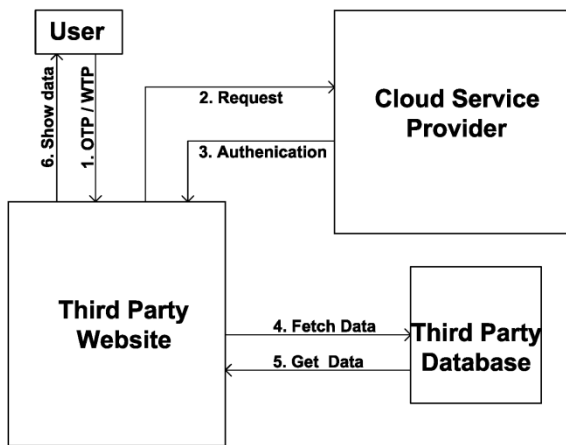 User
6. Show data
1. OTP / WTP
2. Request
Cloud Service
Provider
3. Authenication
Third Party
Website
4. Fetch Data
Third Party
Database
5. Get Data